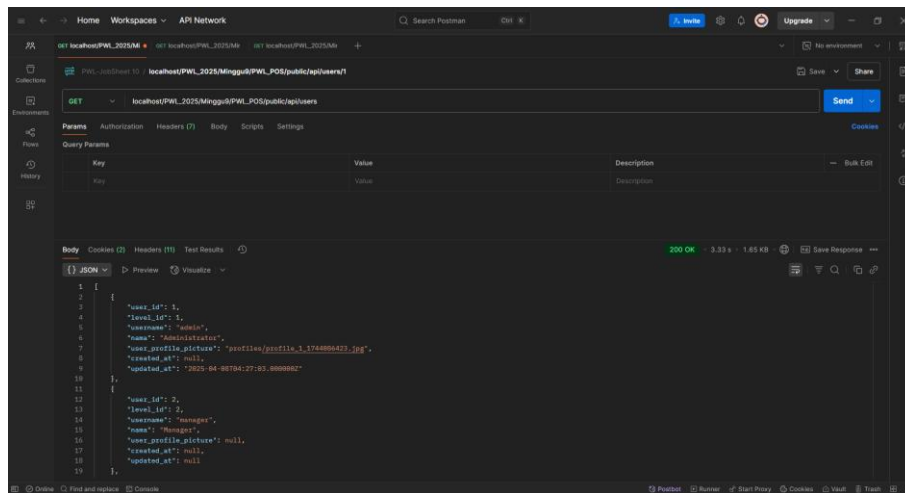 Home Workspaces API Network Search Postman Ctrl K Invite Upgrade
GET localhost/PWL_2025/Mi GET localhost/PWL_2025/Mir GET localhost/PWL_2025/Mir No environment
PWL-JobSheet 10 / localhost/PWL_2025/Minggu9/PWL_POS/public/api/users/1 Save Share
GET localhost/PWL_2025/Minggu9/PWL_POS/public/api/users Send
Params Authorization Headers (7) Body Scripts Settings Cookies
Query Params
Key Value Description Bulk Edit
Key Value Description
Collections
Environments
Flows
History
Body Cookies (2) Headers (11) Test Results 200 OK 3.33 s 1.65 KB Save Response
{} JSON Preview Visualize
1 [
2 {
3 "user_id": 1,
4 "level_id": 1,
5 "username": "admin",
6 "nama": "Administrator",
7 "user_profile_picture": "profiles/profile_1_1744086423.jpg",
8 "created_at": null,
9 "updated_at": "2025-04-08T04:27:03.000000Z"
10 },
11 {
12 "user_id": 2,
13 "level_id": 2,
14 "username": "manager",
15 "nama": "Manager",
16 "user_profile_picture": null,
17 "created_at": null,
18 "updated_at": null
19 },
Online Find and replace Console Postbot Runner Start Proxy Cookies Vault Trash